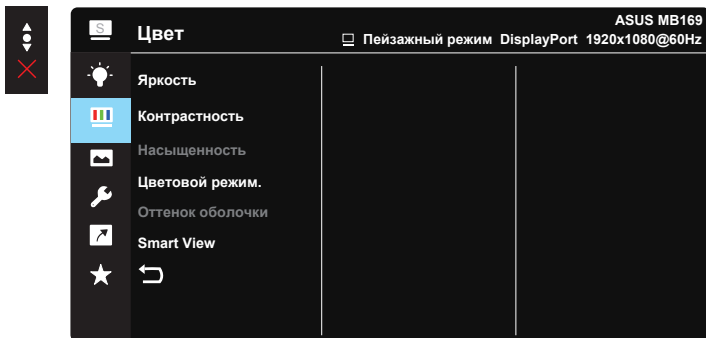 S
Цвет
ASUS MB169
Пейзажный режим DisplayPort 1920x1080@60Hz
Яркость
Контрастность
Насыщенность
Цветовой режим.
Оттенок оболочки
Smart View